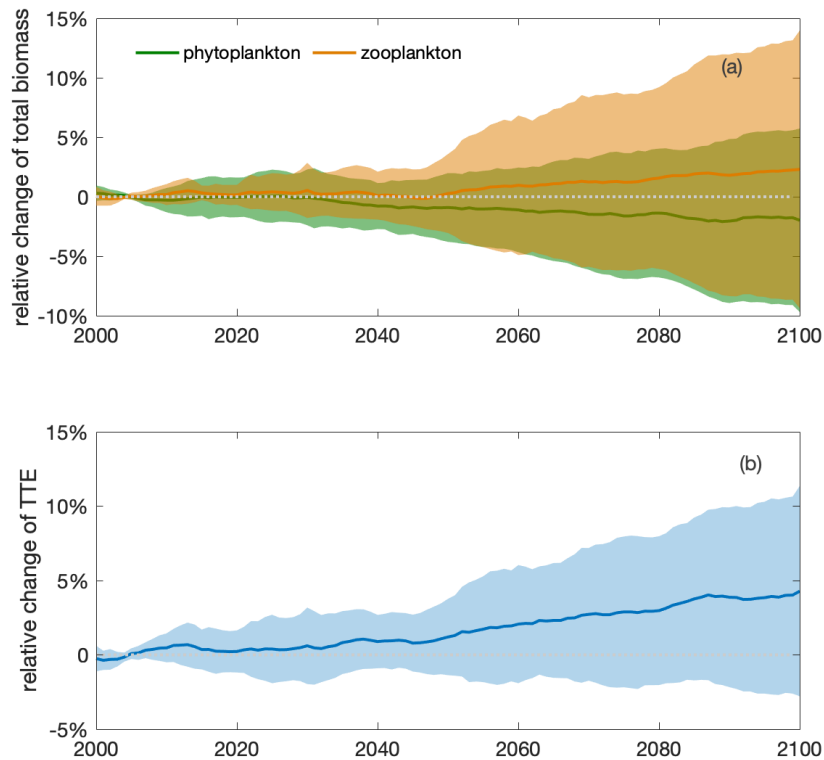 relative change of total biomass
15%
10%
5%
0
-5%
-10%
phytoplankton
zooplankton
(a)
2000 2020 2040 2060 2080 2100
relative change of TTE
15%
10%
5%
0
-5%
(b)
2000 2020 2040 2060 2080 2100